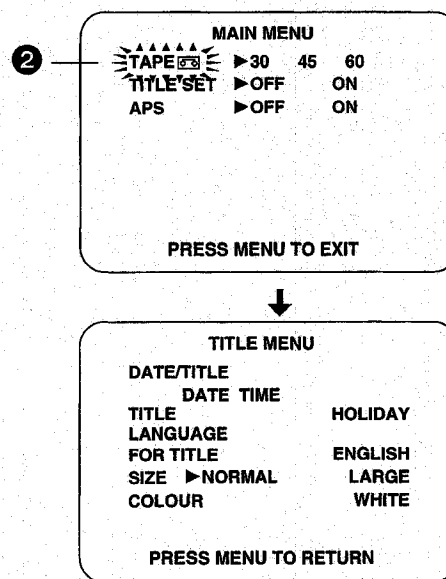 MAIN MENU
2 TAPE ▶30 45 60
TITLE SET ▶OFF ON
APS ▶OFF ON
PRESS MENU TO EXIT
TITLE MENU
DATE/TITLE
DATE TIME
TITLE HOLIDAY
LANGUAGE
FOR TITLE ENGLISH
SIZE ▶NORMAL LARGE
COLOUR WHITE
PRESS MENU TO RETURN